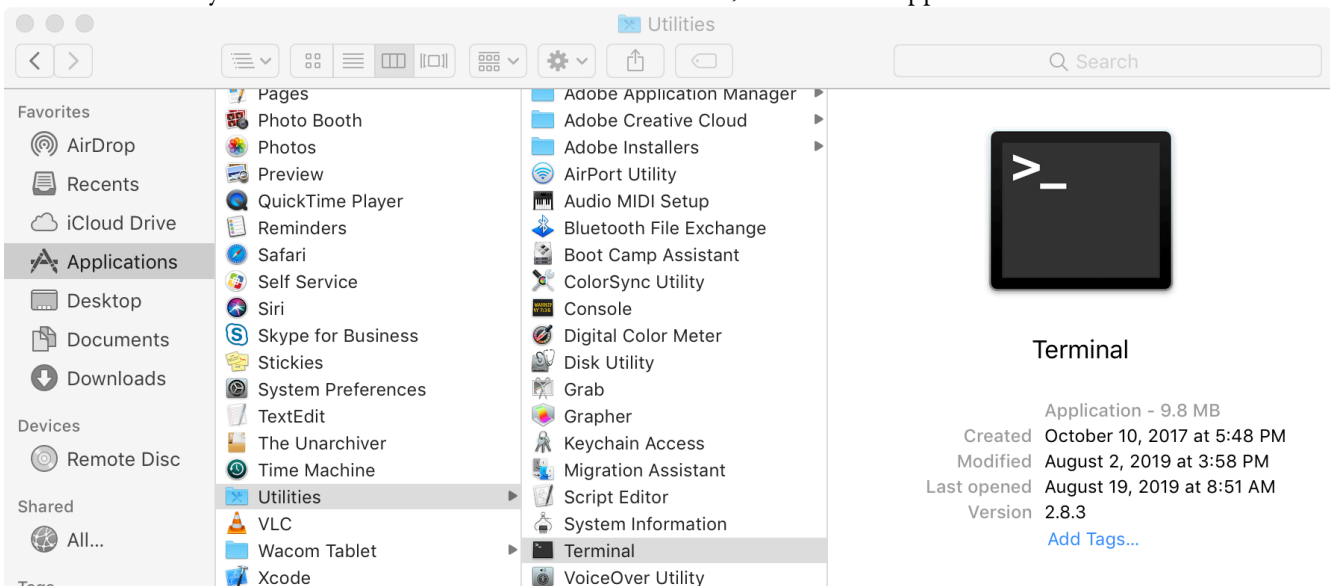 Utilities
Search
Favorites
AirDrop
Recents
iCloud Drive
Applications
Desktop
Documents
Downloads
Devices
Remote Disc
Shared
All...
Tags
Pages
Photo Booth
Photos
Preview
QuickTime Player
Reminders
Safari
Self Service
Siri
Skype for Business
Stickies
System Preferences
TextEdit
The Unarchiver
Time Machine
Utilities
VLC
Wacom Tablet
Xcode
Adobe Application Manager
Adobe Creative Cloud
Adobe Installers
AirPort Utility
Audio MIDI Setup
Bluetooth File Exchange
Boot Camp Assistant
ColorSync Utility
Console
Digital Color Meter
Disk Utility
Grab
Grapher
Keychain Access
Migration Assistant
Script Editor
System Information
Terminal
VoiceOver Utility
>_
Terminal
Application - 9.8 MB
Created October 10, 2017 at 5:48 PM
Modified August 2, 2019 at 3:58 PM
Last opened August 19, 2019 at 8:51 AM
Version 2.8.3
Add Tags...